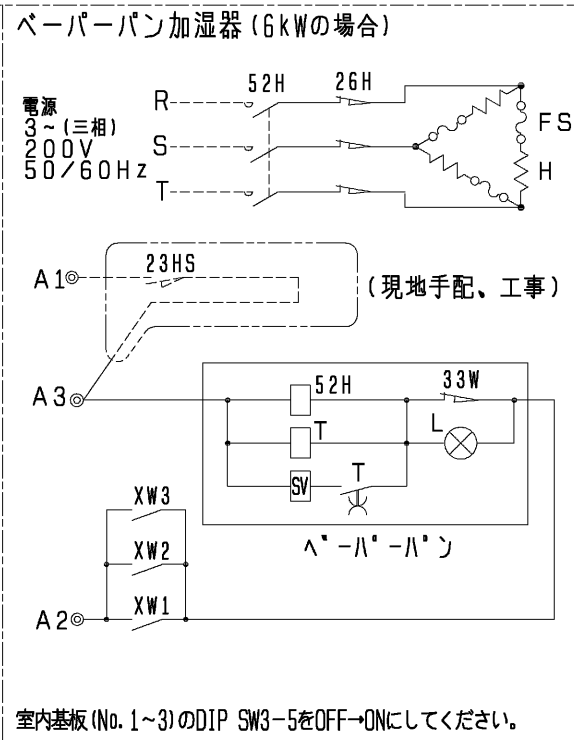 ベーパーパン加湿器(6kWの場合)
52H
26H
電源
3~(三相)
200V
50/60Hz
R
S
T
FS
H
23HS
A1
(現地手配、工事)
A3
52H
33W
T
L
SV
T
ベーパーパン
XW3
XW2
XW1
A2
室内基板(No.1~3)のDIP SW3-5をOFF→ONにしてください。